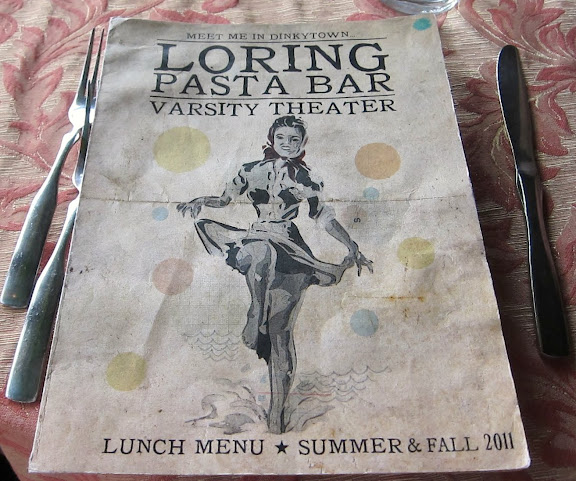 MEET ME IN DINKYTOWN..
LORING
PASTA BAR
VARSITY THEATER
LUNCH MENU ★ SUMMER & FALL 2011